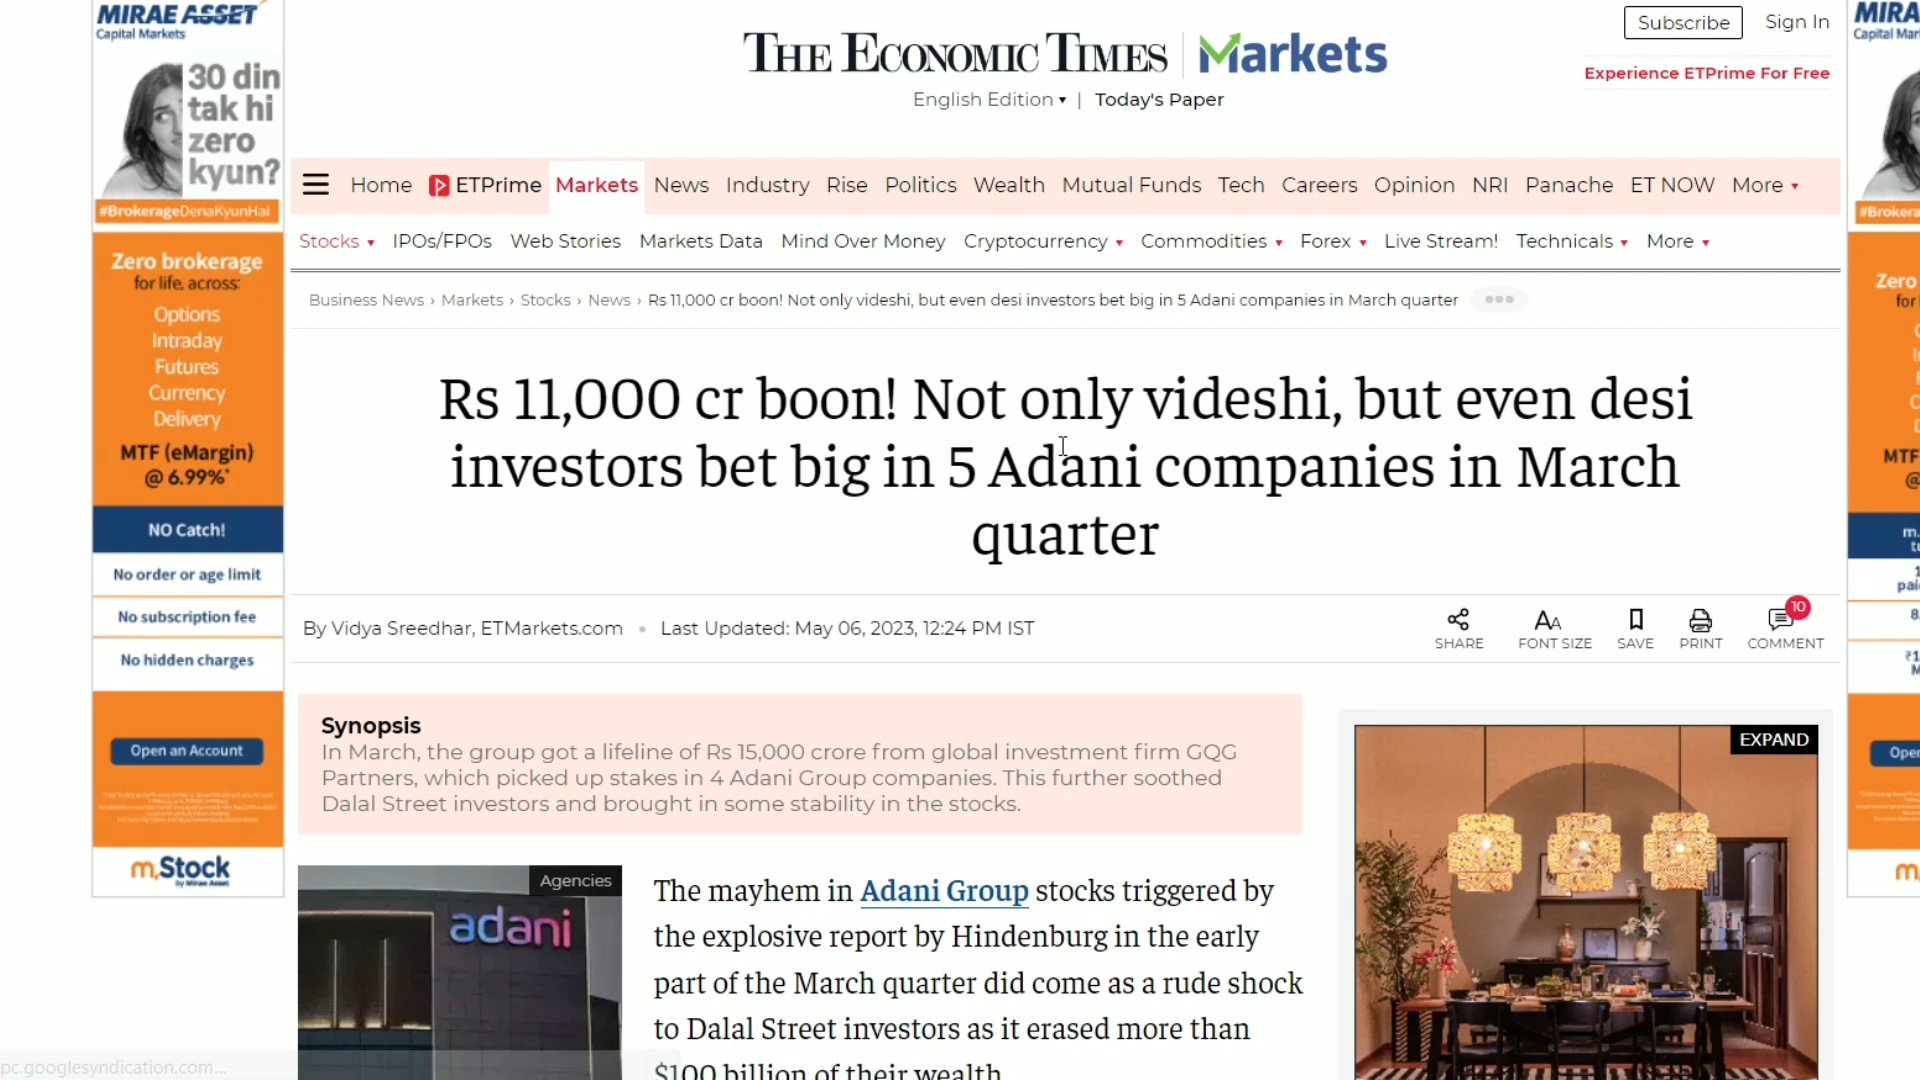 MIRAE ASSET
Capital Markets
30 din
tak hi
zero
kyun?
#BrokerageDenaKyunHai
Zero brokerage
for life, across:
Options
Intraday
Futures
Currency
Delivery
MTF (eMargin)
@ 6.99%*
NO Catch!
No order or age limit
No subscription fee
No hidden charges
Open an Account
m.Stock
by Mirae Asset
THE ECONOMIC TIMES | Markets
English Edition ▾ | Today's Paper
Subscribe Sign In
Experience ETPrime For Free
Home ETPrime Markets News Industry Rise Politics Wealth Mutual Funds Tech Careers Opinion NRI Panache ET NOW More ▾
Stocks ▾ IPOs/FPOs Web Stories Markets Data Mind Over Money Cryptocurrency ▾ Commodities ▾ Forex ▾ Live Stream! Technicals ▾ More ▾
Business News › Markets › Stocks › News › Rs 11,000 cr boon! Not only videshi, but even desi investors bet big in 5 Adani companies in March quarter
Rs 11,000 cr boon! Not only videshi, but even desi
investors bet big in 5 Adani companies in March
quarter
By Vidya Sreedhar, ETMarkets.com • Last Updated: May 06, 2023, 12:24 PM IST
SHARE FONT SIZE SAVE PRINT COMMENT
10
Synopsis
In March, the group got a lifeline of Rs 15,000 crore from global investment firm GQG
Partners, which picked up stakes in 4 Adani Group companies. This further soothed
Dalal Street investors and brought in some stability in the stocks.
Agencies
adani
The mayhem in Adani Group stocks triggered by
the explosive report by Hindenburg in the early
part of the March quarter did come as a rude shock
to Dalal Street investors as it erased more than
$100 billion of their wealth.
EXPAND
MIRA
Capital Mar
#Brokera
Zero
for
MTF
@
m.
Oper
m.
pc.googlesyndication.com...